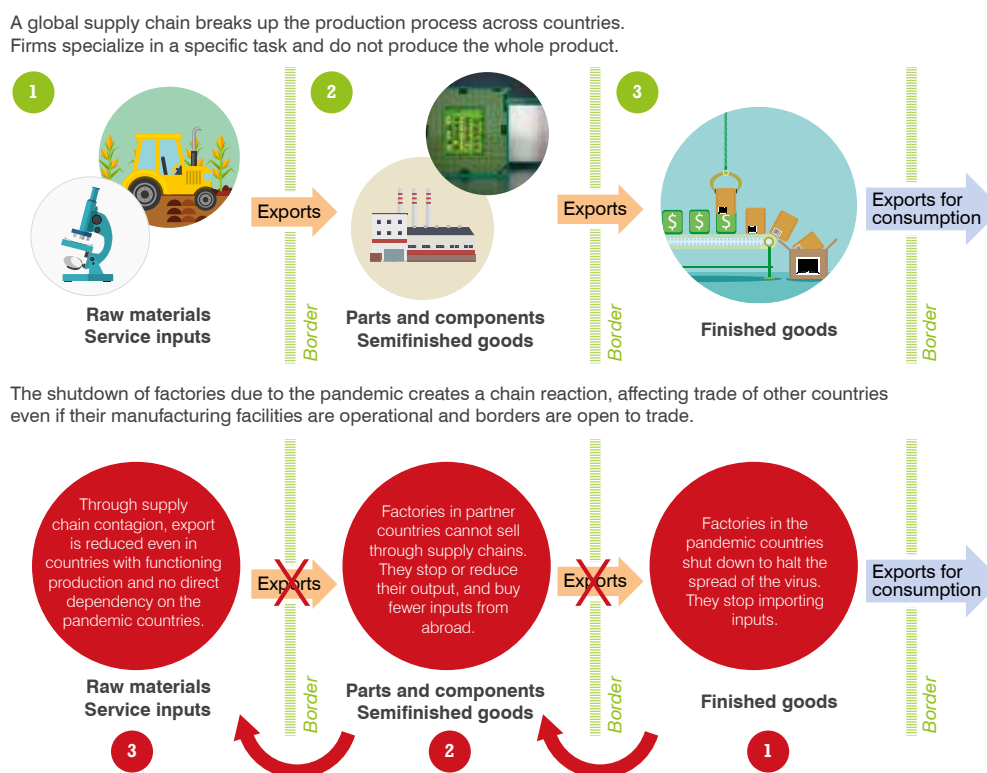 A global supply chain breaks up the production process across countries.
Firms specialize in a specific task and do not produce the whole product.
1
2
3
Exports
Exports
Exports for
consumption
$ $ $
Raw materials
Service inputs
Border
Parts and components
Semifinished goods
Border
Finished goods
Border
The shutdown of factories due to the pandemic creates a chain reaction, affecting trade of other countries
even if their manufacturing facilities are operational and borders are open to trade.
Through supply
chain contagion, export
is reduced even in
countries with functioning
production and no direct
dependency on the
pandemic countries.
Exports
Factories in partner
countries cannot sell
through supply chains.
They stop or reduce
their output, and buy
fewer inputs from
abroad.
Exports
Factories in the
pandemic countries
shut down to halt the
spread of the virus.
They stop importing
inputs.
Exports for
consumption
Raw materials
Service inputs
Border
Parts and components
Semifinished goods
Border
Finished goods
Border
3
2
1